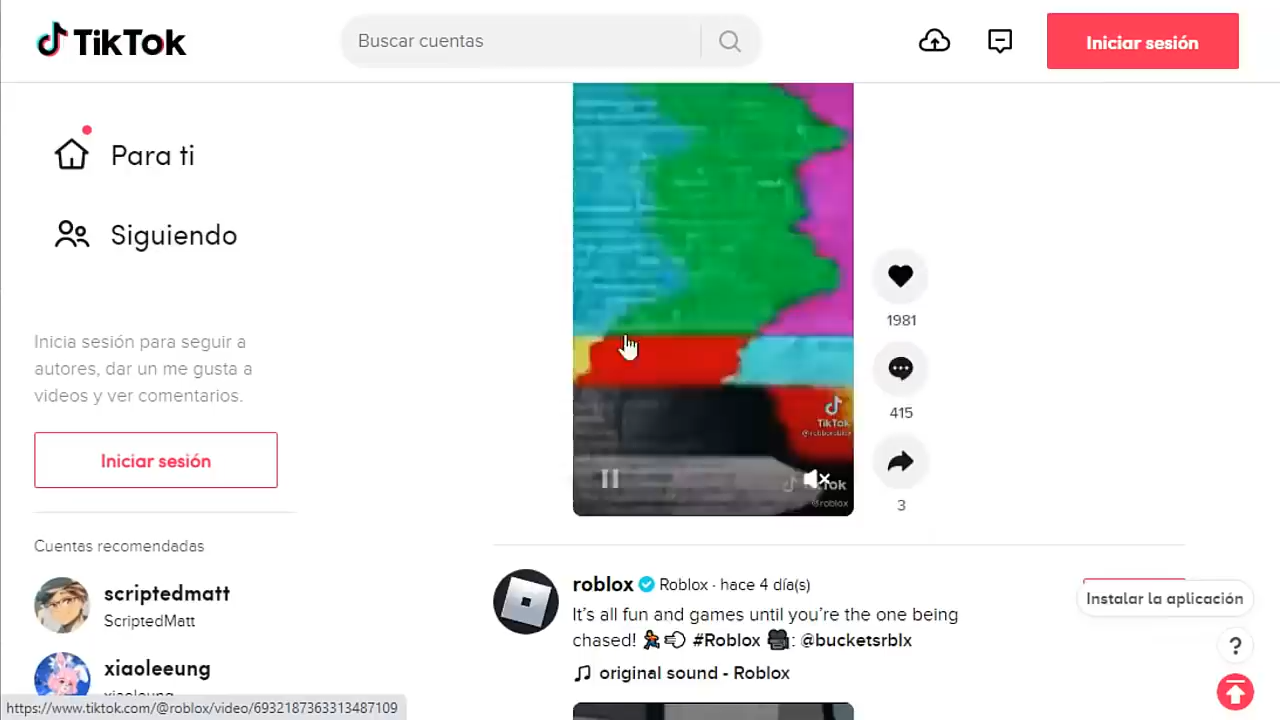 TikTok
Buscar cuentas
Iniciar sesión
Para ti
Siguiendo
Inicia sesión para seguir a
autores, dar un me gusta a
videos y ver comentarios.
Iniciar sesión
Cuentas recomendadas
scriptedmatt
ScriptedMatt
xiaoleeung
xiaoleung
1981
415
3
TikTok
@roblox
roblox Roblox · hace 4 día(s)
It's all fun and games until you're the one being
chased! #Roblox : @bucketsrblx
original sound - Roblox
Instalar la aplicación
?
https://www.tiktok.com/@roblox/video/6932187363313487109